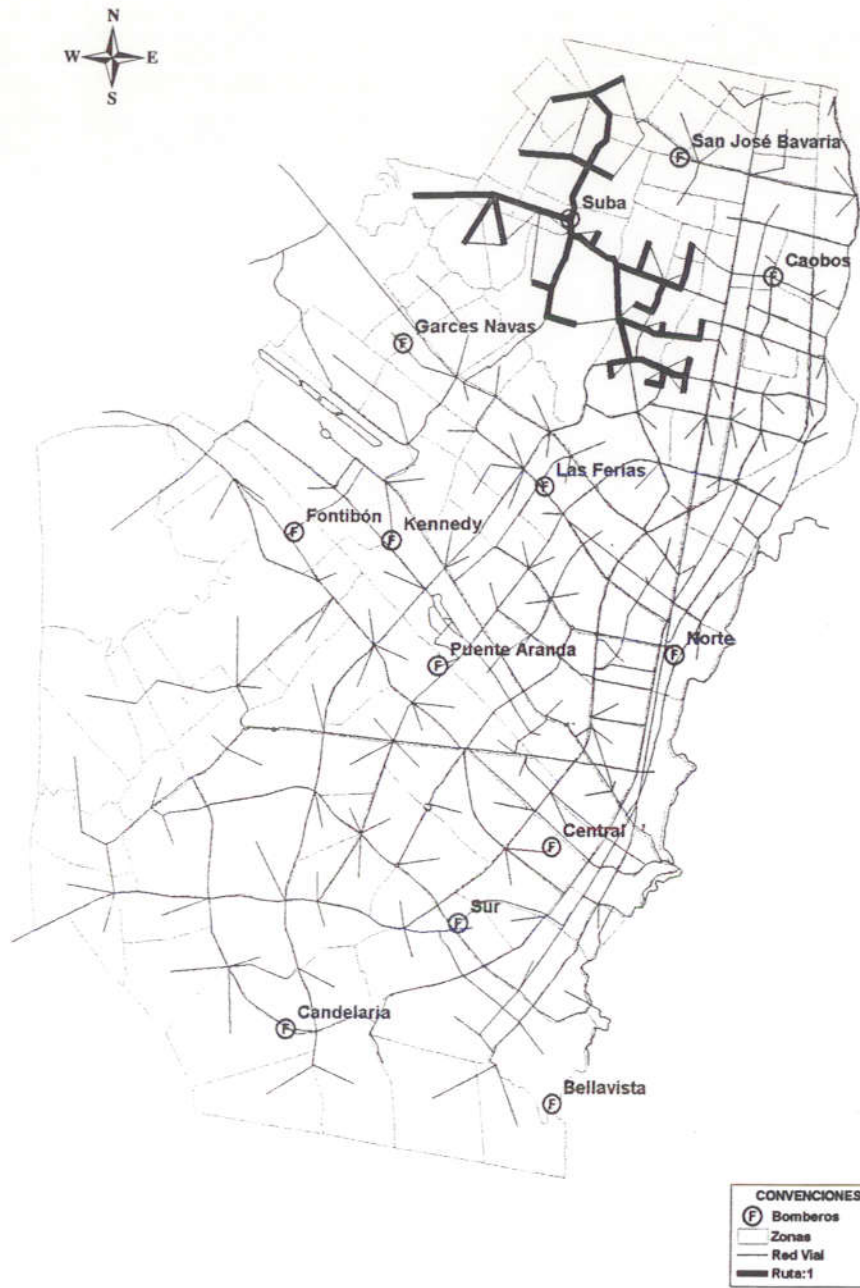 N
W E
S
San José Bavaria
F
Suba
Caobos
F
Garces Navas
F
Las Ferias
F
Fontibón
F
Kennedy
F
Norte
F
Puente Aranda
F
Central
F
Sur
F
Candelaria
F
Bellavista
F
CONVENCIONES
F Bomberos
Zonas
Red Vial
Ruta:1